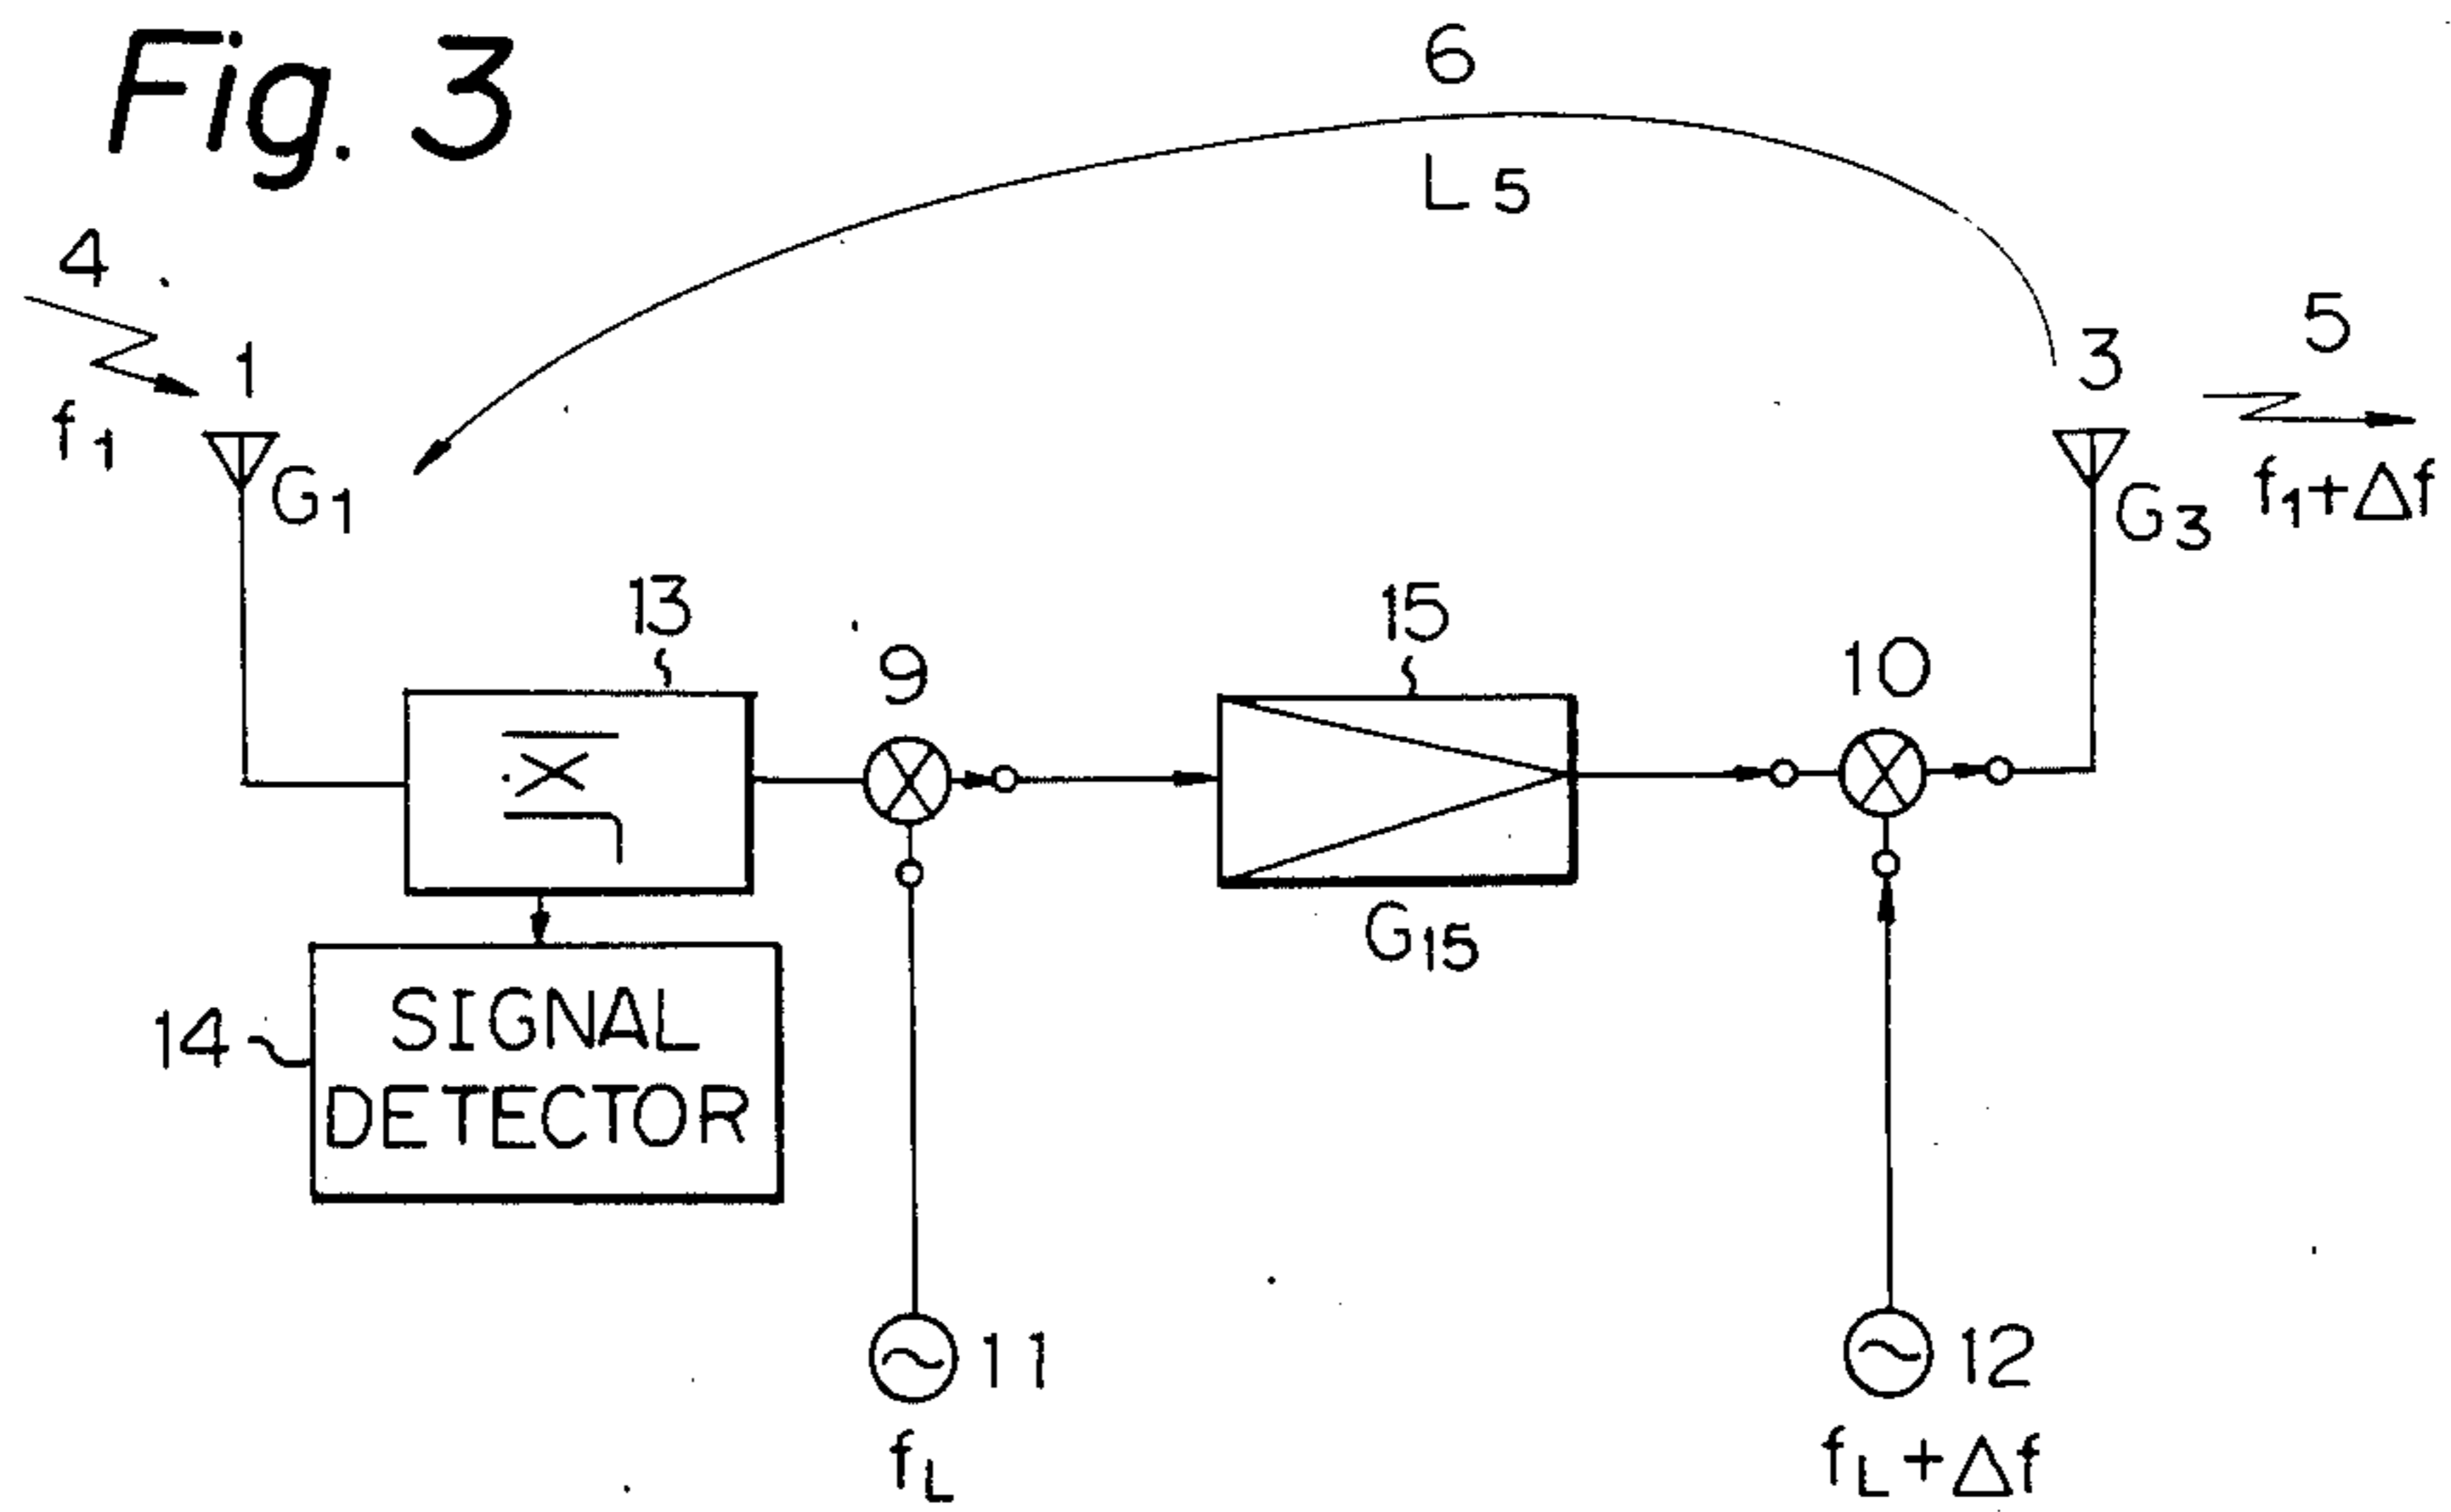 Fig. 3
6
L5
4
f1
1
G1
3
G3
5
f1+Δf
13
9
15
10
G15
14
SIGNAL
DETECTOR
11
fL
12
fL+Δf